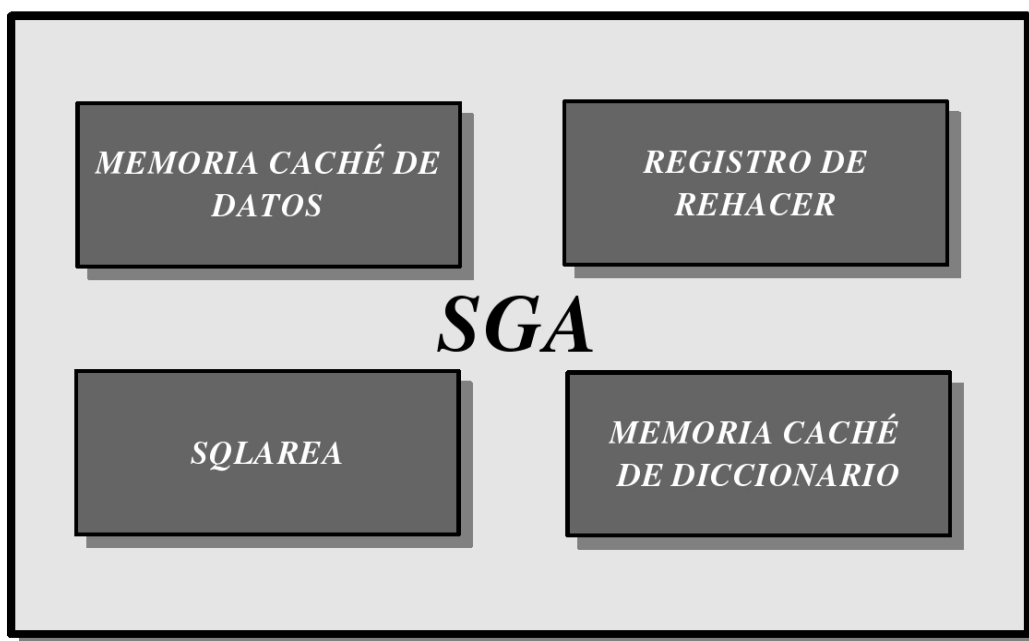 MEMORIA CACHÉ DE
DATOS
REGISTRO DE
REHACER
SGA
SQLAREA
MEMORIA CACHÉ
DE DICCIONARIO